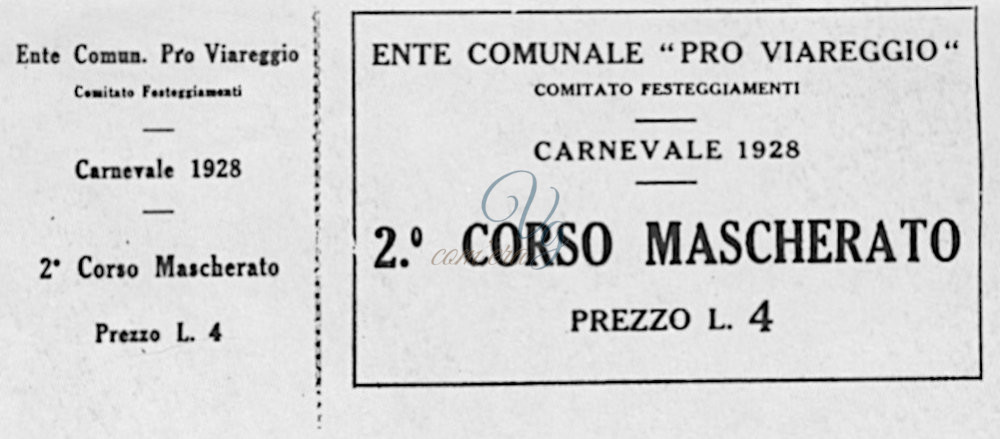 Ente Comun. Pro Viareggio
Comitato Festeggiamenti
Carnevale 1928
2° Corso Mascherato
Prezzo L. 4
ENTE COMUNALE “PRO VIAREGGIO“
COMITATO FESTEGGIAMENTI
CARNEVALE 1928
2.º CORSO MASCHERATO
PREZZO L. 4